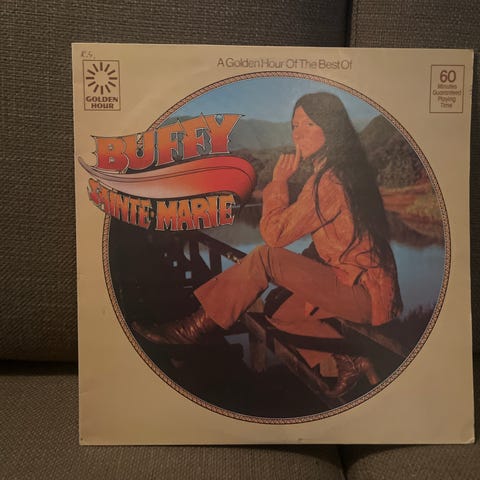 A Golden Hour Of The Best Of
GOLDEN
HOUR
60
Minutes
Guaranteed
Playing
Time
BUFFY
SAINTE-MARIE